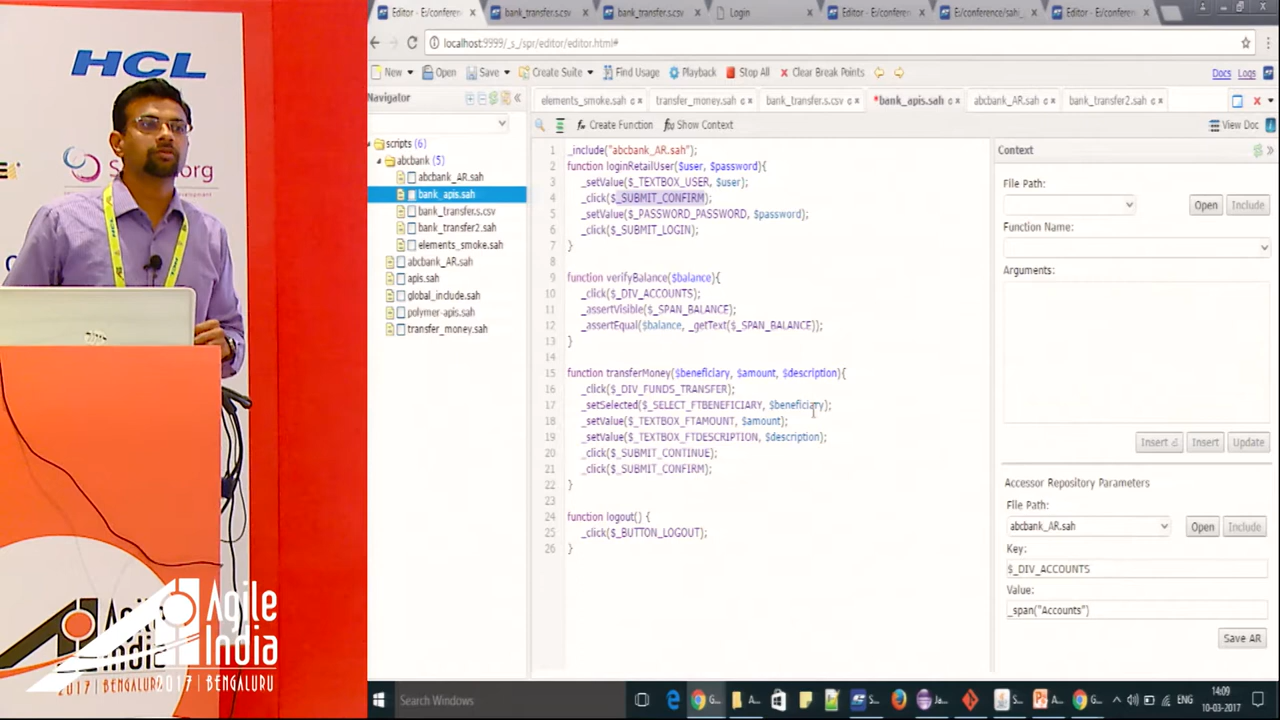 HCL
Agile
India
2017 | BENGALURU
Editor - E:/conference
bank_transfer.s.csv
bank_transfer.s.csv
Login
Editor - E:/conferen
E:/conference/sah_
Editor - E:/conferen
localhost:9999/_s_/spr/editor/editor.html#
New Open Save Create Suite Find Usage Playback Stop All Clear Break Points Docs Logs
Navigator
elements_smoke.sah transfer_money.sah bank_transfer.s.csv *bank_apis.sah abcbank_AR.sah bank_transfer2.sah
Create Function Show Context View Doc
scripts (6)
abcbank (5)
abcbank_AR.sah
bank_apis.sah
bank_transfer.s.csv
bank_transfer2.sah
elements_smoke.sah
abcbank_AR.sah
apis.sah
global_include.sah
polymer-apis.sah
transfer_money.sah
1 _include("abcbank_AR.sah");
2 function loginRetailUser($user, $password){
3 _setValue($_TEXTBOX_USER, $user);
4 _click($_SUBMIT_CONFIRM);
5 _setValue($_PASSWORD_PASSWORD, $password);
6 _click($_SUBMIT_LOGIN);
7 }
8
9 function verifyBalance($balance){
10 _click($_DIV_ACCOUNTS);
11 _assertVisible($_SPAN_BALANCE);
12 _assertEqual($balance, _getText($_SPAN_BALANCE));
13 }
14
15 function transferMoney($beneficiary, $amount, $description){
16 _click($_DIV_FUNDS_TRANSFER);
17 _setSelected($_SELECT_FTBENEFICIARY, $beneficiary);
18 _setValue($_TEXTBOX_FTAMOUNT, $amount);
19 _setValue($_TEXTBOX_FTDESCRIPTION, $description);
20 _click($_SUBMIT_CONTINUE);
21 _click($_SUBMIT_CONFIRM);
22 }
23
24 function logout() {
25 _click($_BUTTON_LOGOUT);
26 }
Context
File Path:
Open Include
Function Name:
Arguments:
Insert Insert Update
Accessor Repository Parameters
File Path:
abcbank_AR.sah Open Include
Key:
$_DIV_ACCOUNTS
Value:
_span("Accounts")
Save AR
Search Windows
ENG
14:09
10-03-2017